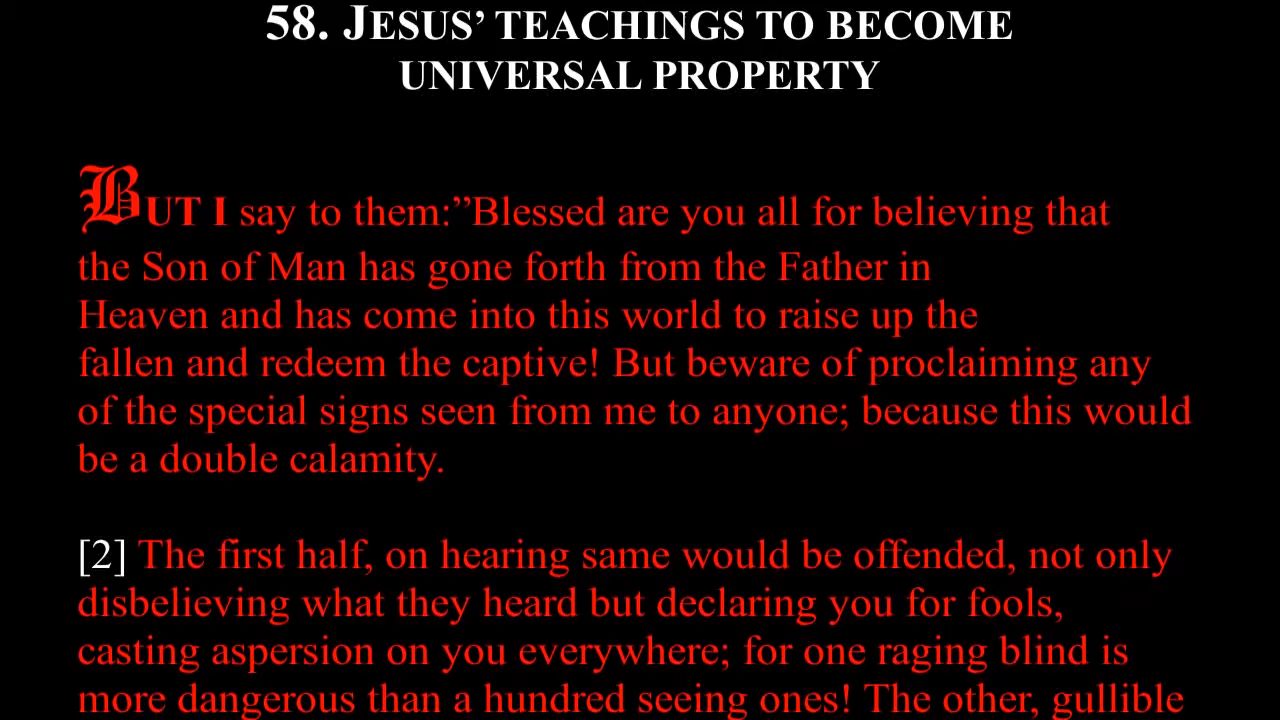 58. JESUS’ TEACHINGS TO BECOME
UNIVERSAL PROPERTY
BUT I say to them:”Blessed are you all for believing that
the Son of Man has gone forth from the Father in
Heaven and has come into this world to raise up the
fallen and redeem the captive! But beware of proclaiming any
of the special signs seen from me to anyone; because this would
be a double calamity.
[2] The first half, on hearing same would be offended, not only
disbelieving what they heard but declaring you for fools,
casting aspersion on you everywhere; for one raging blind is
more dangerous than a hundred seeing ones! The other, gullible